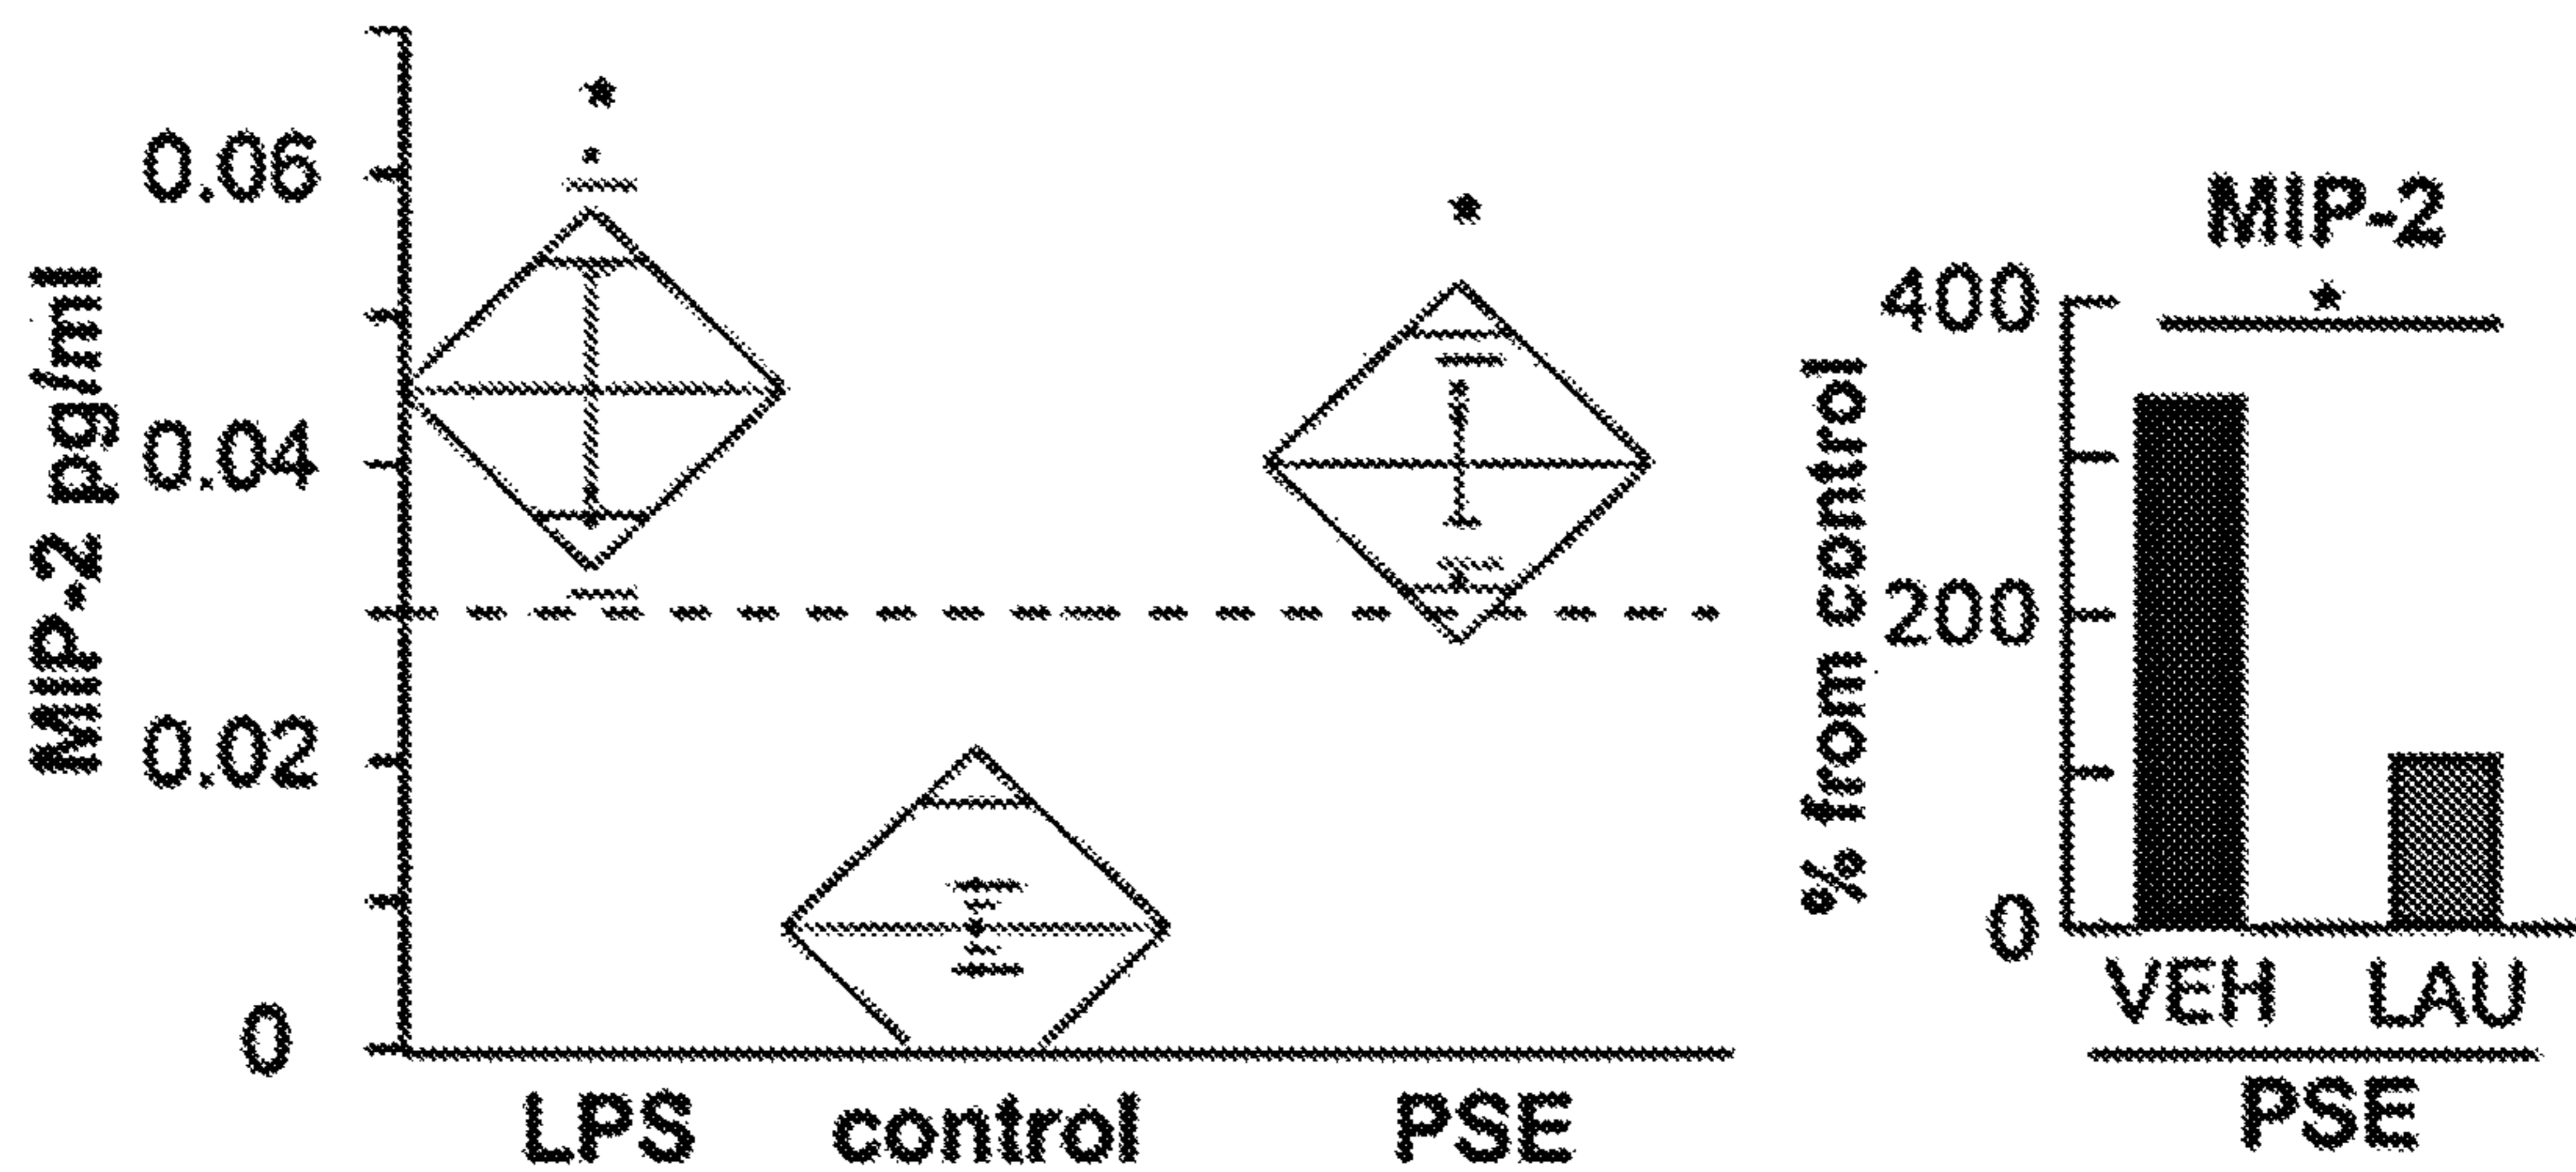 MIP-2 pg/ml
0.06
0.04
0.02
0
*
*
LPS control PSE
MIP-2
*
% from control
400
200
0
VEH LAU
PSE